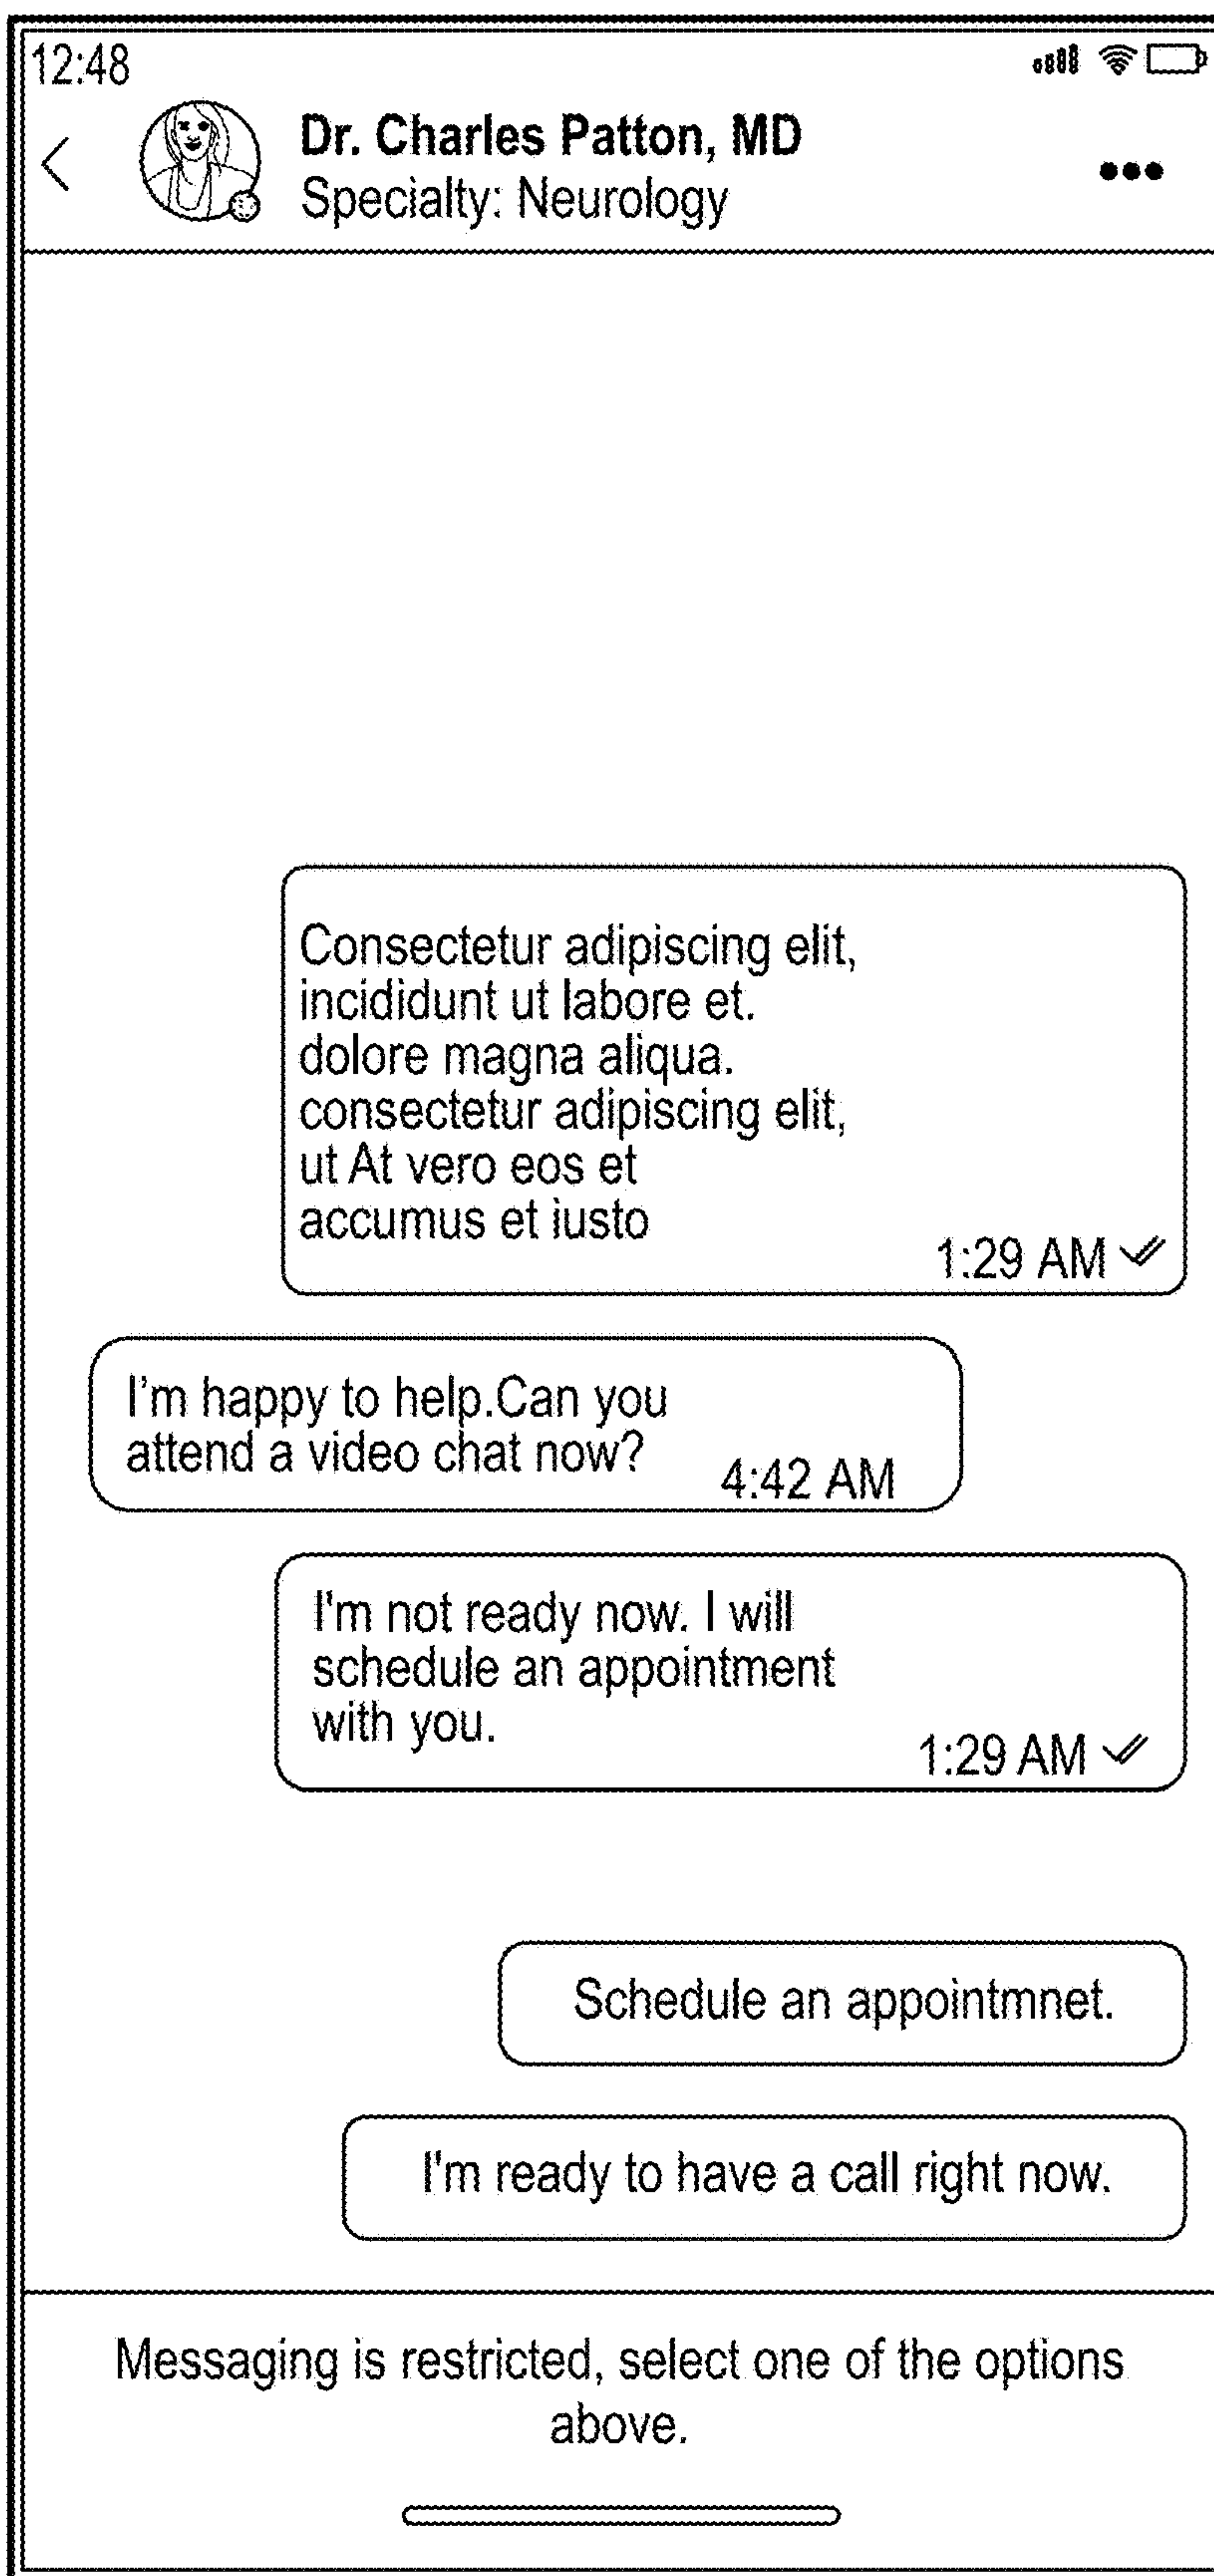 12:48
Dr. Charles Patton, MD
Specialty: Neurology
Consectetur adipiscing elit,
incididunt ut labore et.
dolore magna aliqua.
consectetur adipiscing elit,
ut At vero eos et
accumus et iusto
1:29 AM
I'm happy to help.Can you
attend a video chat now?
4:42 AM
I'm not ready now. I will
schedule an appointment
with you.
1:29 AM
Schedule an appointmnet.
I'm ready to have a call right now.
Messaging is restricted, select one of the options
above.